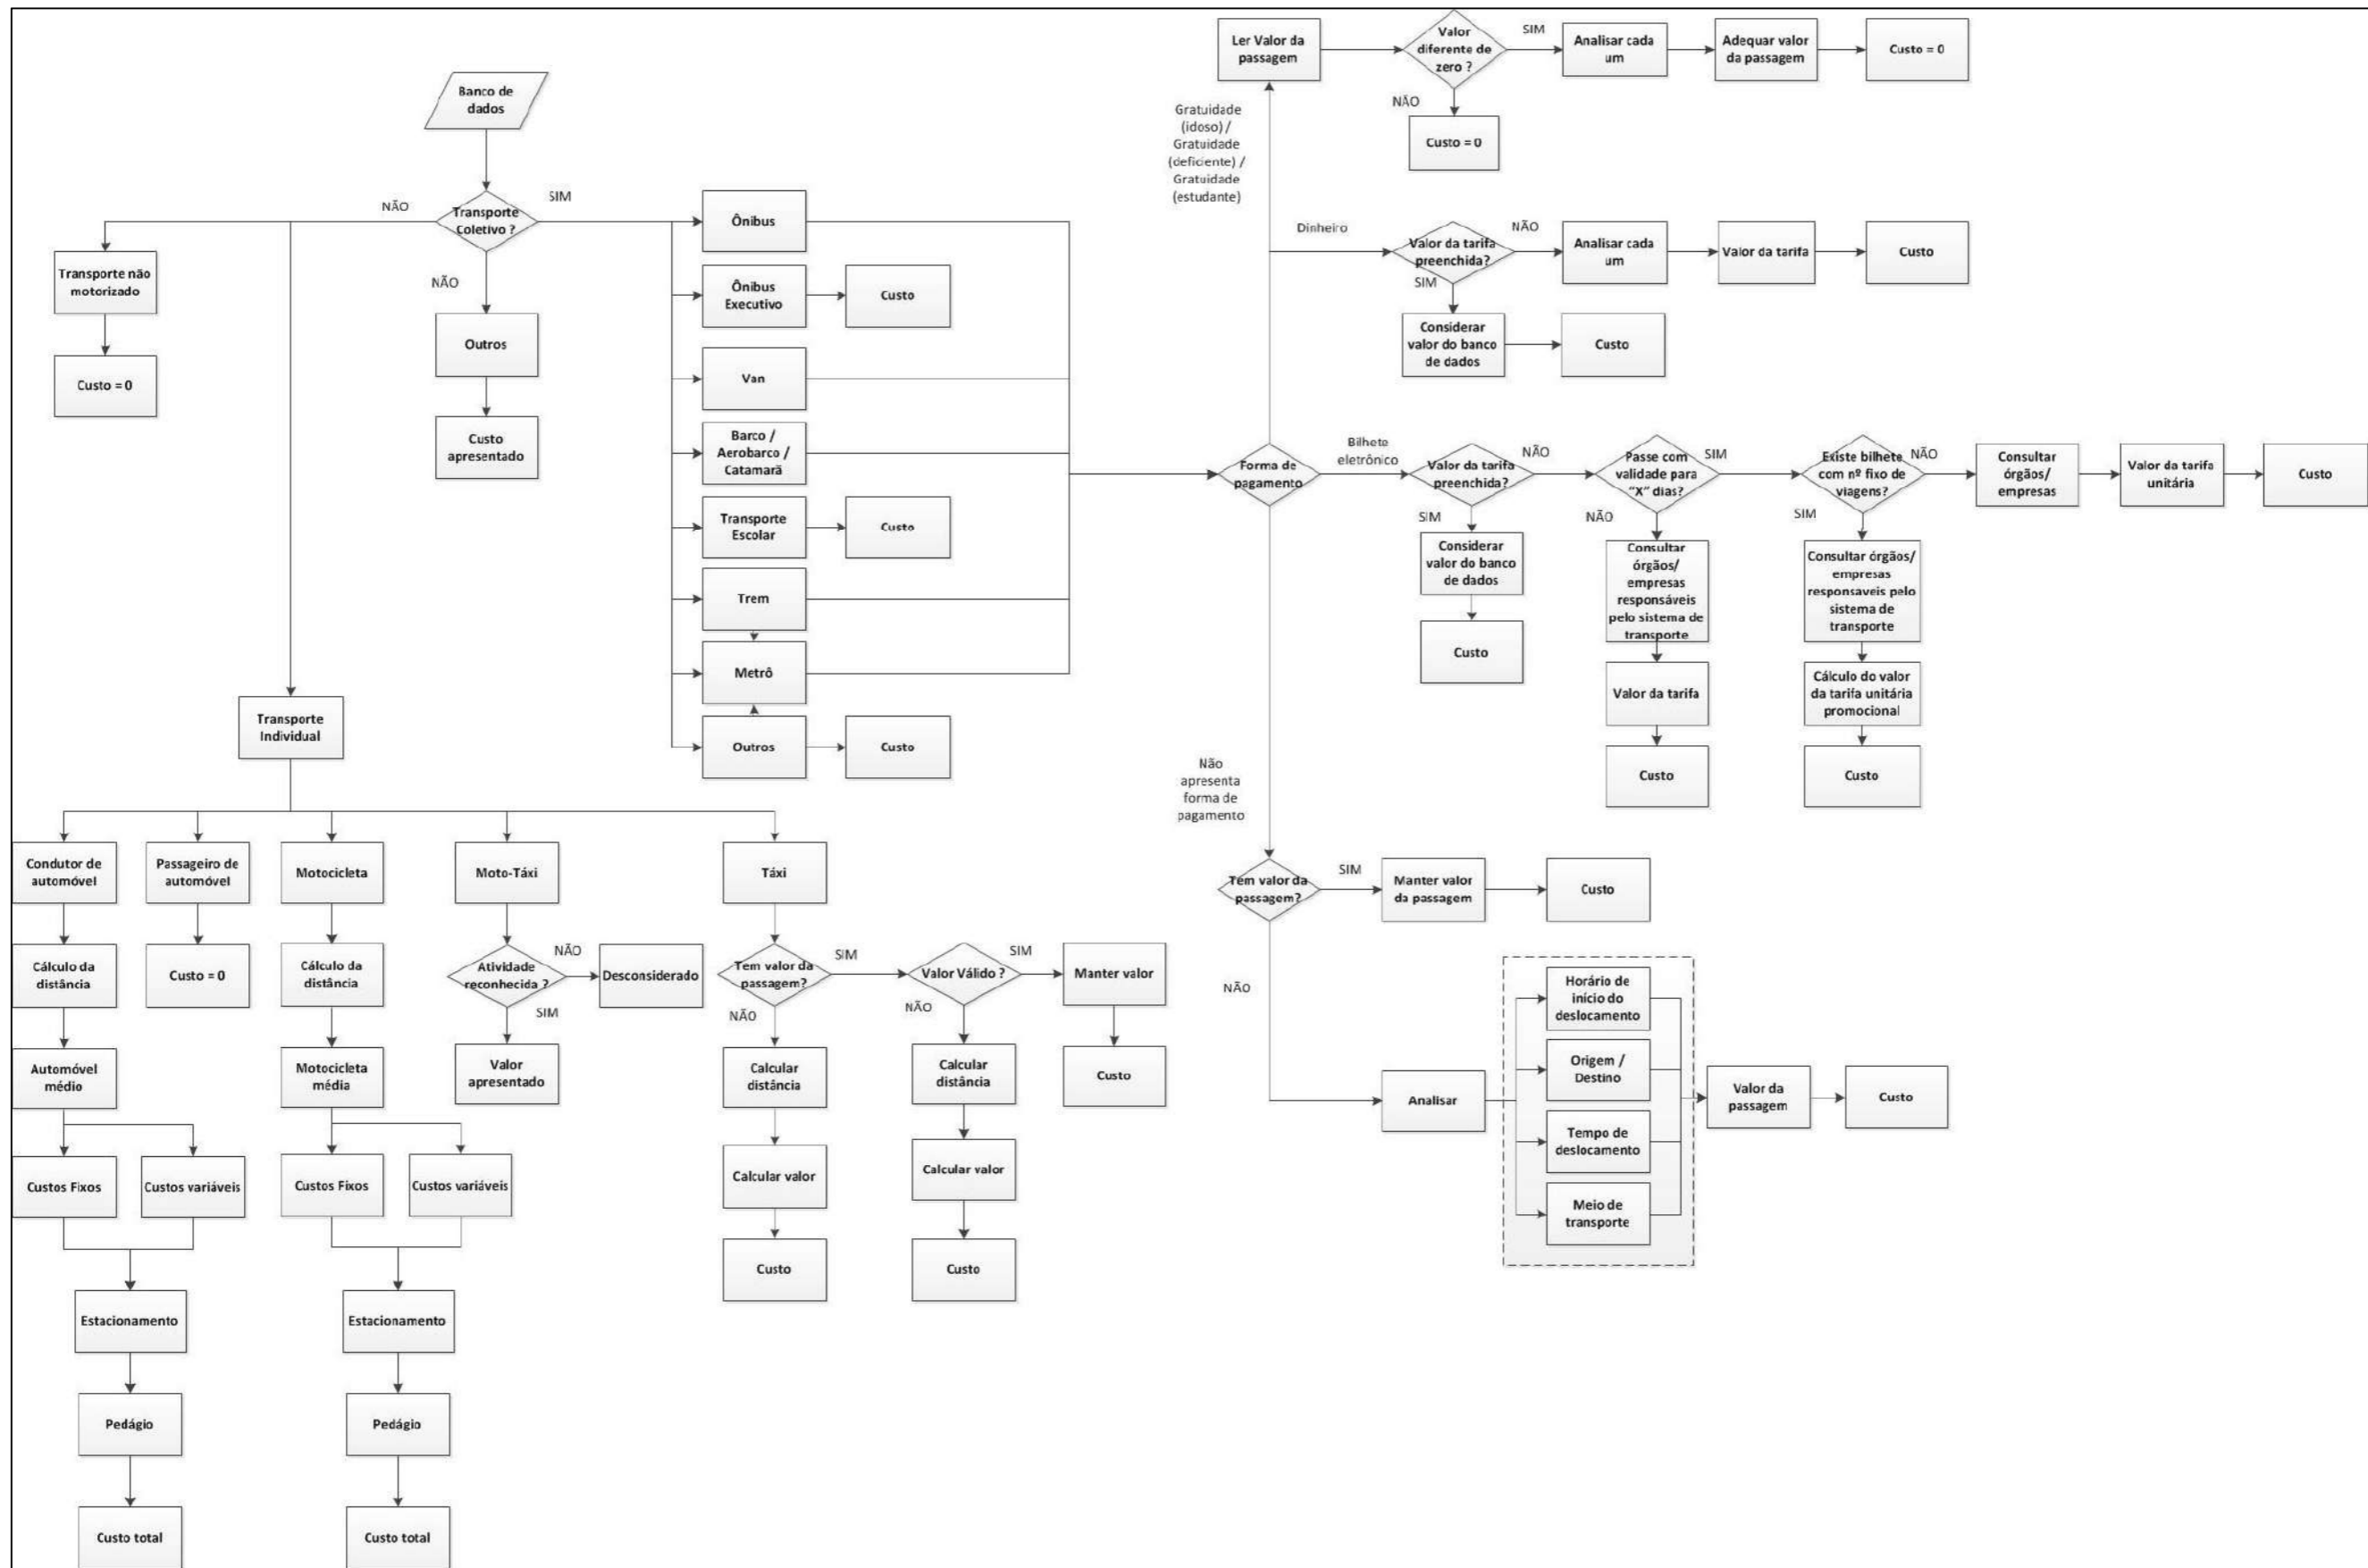 Banco de
dados
Transporte
Coletivo ?
NÃO
SIM
NÃO
Transporte não
motorizado
Custo = 0
Outros
Custo
apresentado
Ônibus
Ônibus
Executivo
Custo
Van
Barco /
Aerobarco /
Catamarã
Transporte
Escolar
Custo
Trem
Metrô
Outros
Custo
Transporte
Individual
Condutor de
automóvel
Cálculo da
distância
Automóvel
médio
Custos Fixos
Custos variáveis
Estacionamento
Pedágio
Custo total
Passageiro de
automóvel
Custo = 0
Motocicleta
Cálculo da
distância
Motocicleta
média
Custos Fixos
Custos variáveis
Estacionamento
Pedágio
Custo total
Moto-Táxi
Atividade
reconhecida ?
NÃO
Desconsiderado
SIM
Valor
apresentado
Táxi
Tem valor da
passagem?
SIM
NÃO
Calcular
distância
Calcular valor
Custo
Valor Válido ?
SIM
Manter valor
Custo
NÃO
Calcular
distância
Calcular valor
Custo
Forma de
pagamento
Gratuidade
(idoso) /
Gratuidade
(deficiente) /
Gratuidade
(estudante)
Ler Valor da
passagem
Valor
diferente de
zero ?
SIM
Analisar cada
um
Adequar valor
da passagem
Custo = 0
NÃO
Custo = 0
Dinheiro
Valor da tarifa
preenchida?
NÃO
Analisar cada
um
Valor da tarifa
Custo
SIM
Considerar
valor do banco
de dados
Custo
Bilhete
eletrônico
Valor da tarifa
preenchida?
NÃO
SIM
Considerar
valor do banco
de dados
Custo
Passe com
validade para
“X” dias?
SIM
NÃO
Consultar
órgãos/
empresas
responsáveis
pelo sistema de
transporte
Valor da tarifa
Custo
Existe bilhete
com nº fixo de
viagens?
NÃO
Consultar
órgãos/
empresas
Valor da tarifa
unitária
Custo
SIM
Consultar órgãos/
empresas
responsaveis pelo
sistema de
transporte
Cálculo do valor
da tarifa unitária
promocional
Custo
Não
apresenta
forma de
pagamento
Tem valor da
passagem?
SIM
Manter valor
da passagem
Custo
NÃO
Analisar
Horário de
início do
deslocamento
Origem /
Destino
Tempo de
deslocamento
Meio de
transporte
Valor da
passagem
Custo